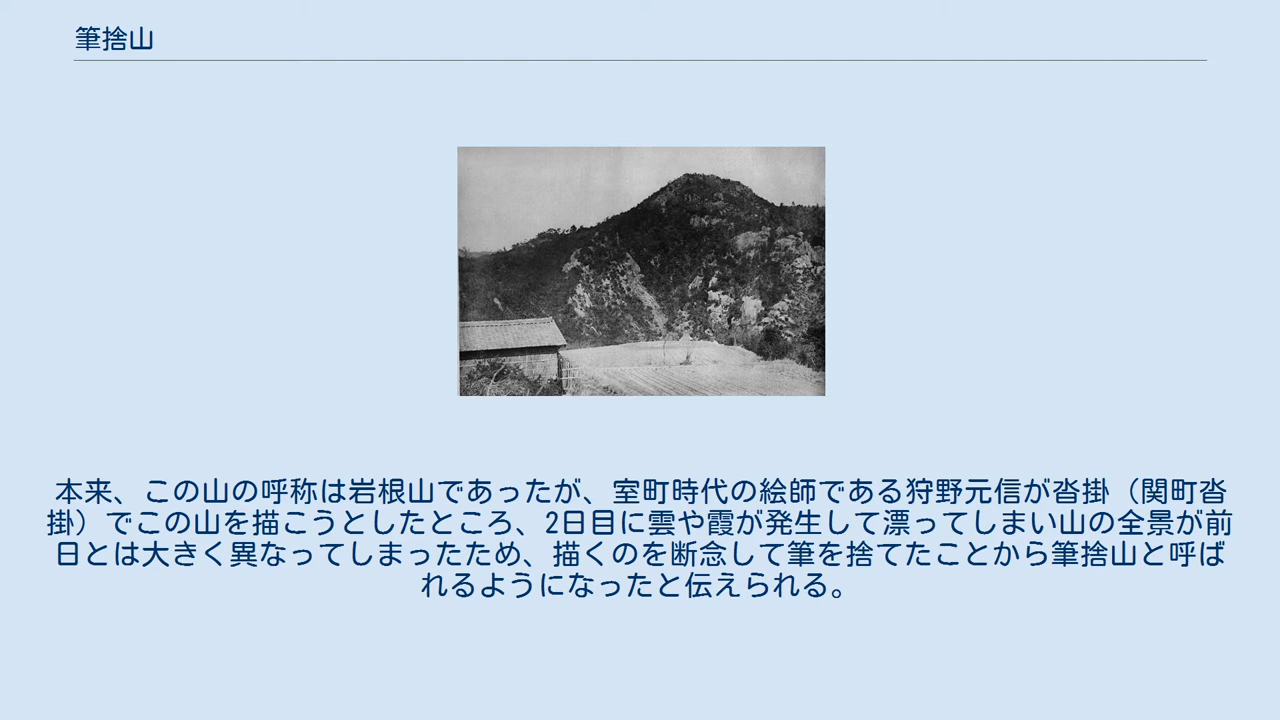 筆捨山
本来、この山の呼称は岩根山であったが、室町時代の絵師である狩野元信が沓掛（関町沓
掛）でこの山を描こうとしたところ、2日目に雲や霞が発生して漂ってしまい山の全景が前
日とは大きく異なってしまったため、描くのを断念して筆を捨てたことから筆捨山と呼ば
れるようになったと伝えられる。